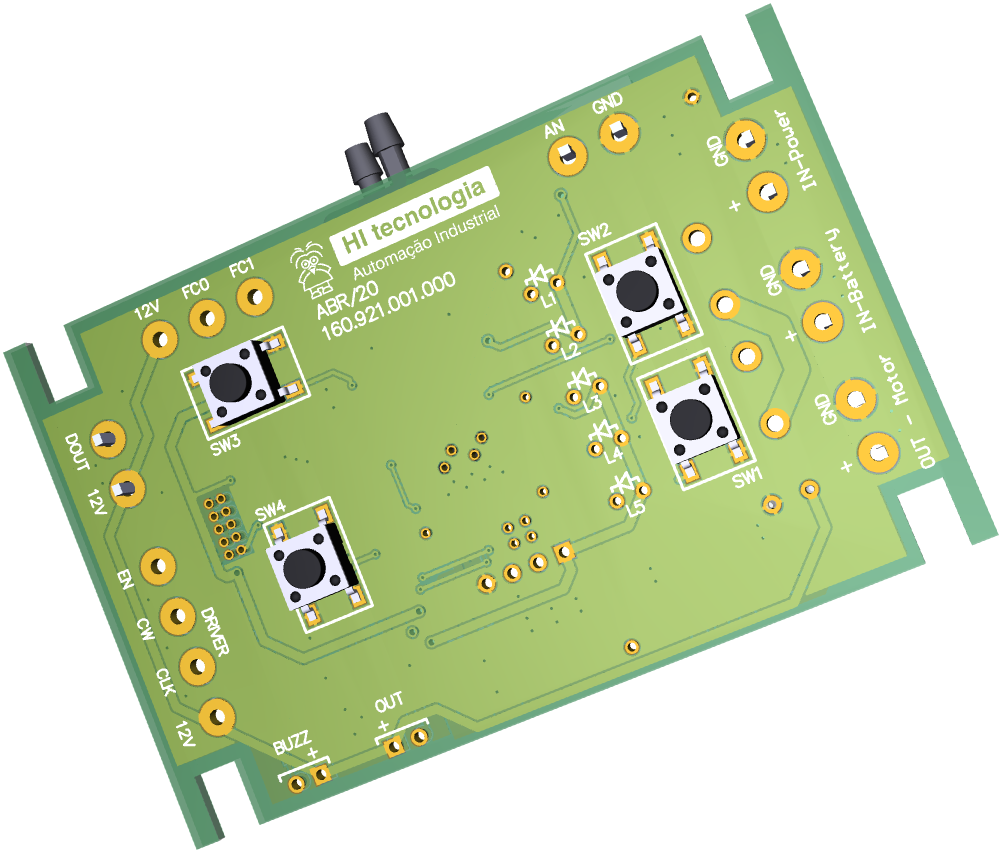 HI tecnologia
Automação Industrial
ABR/20
160.921.001.000
AN
GND
GND
+
IN-Power
GND
+
IN-Battery
GND
+
OUT - Motor
12V
FC0
FC1
SW2
L1
L2
L3
L4
L5
SW3
SW1
DOUT
12V
SW4
EN
CW
CLK
12V
DRIVER
BUZZ
+
OUT
+